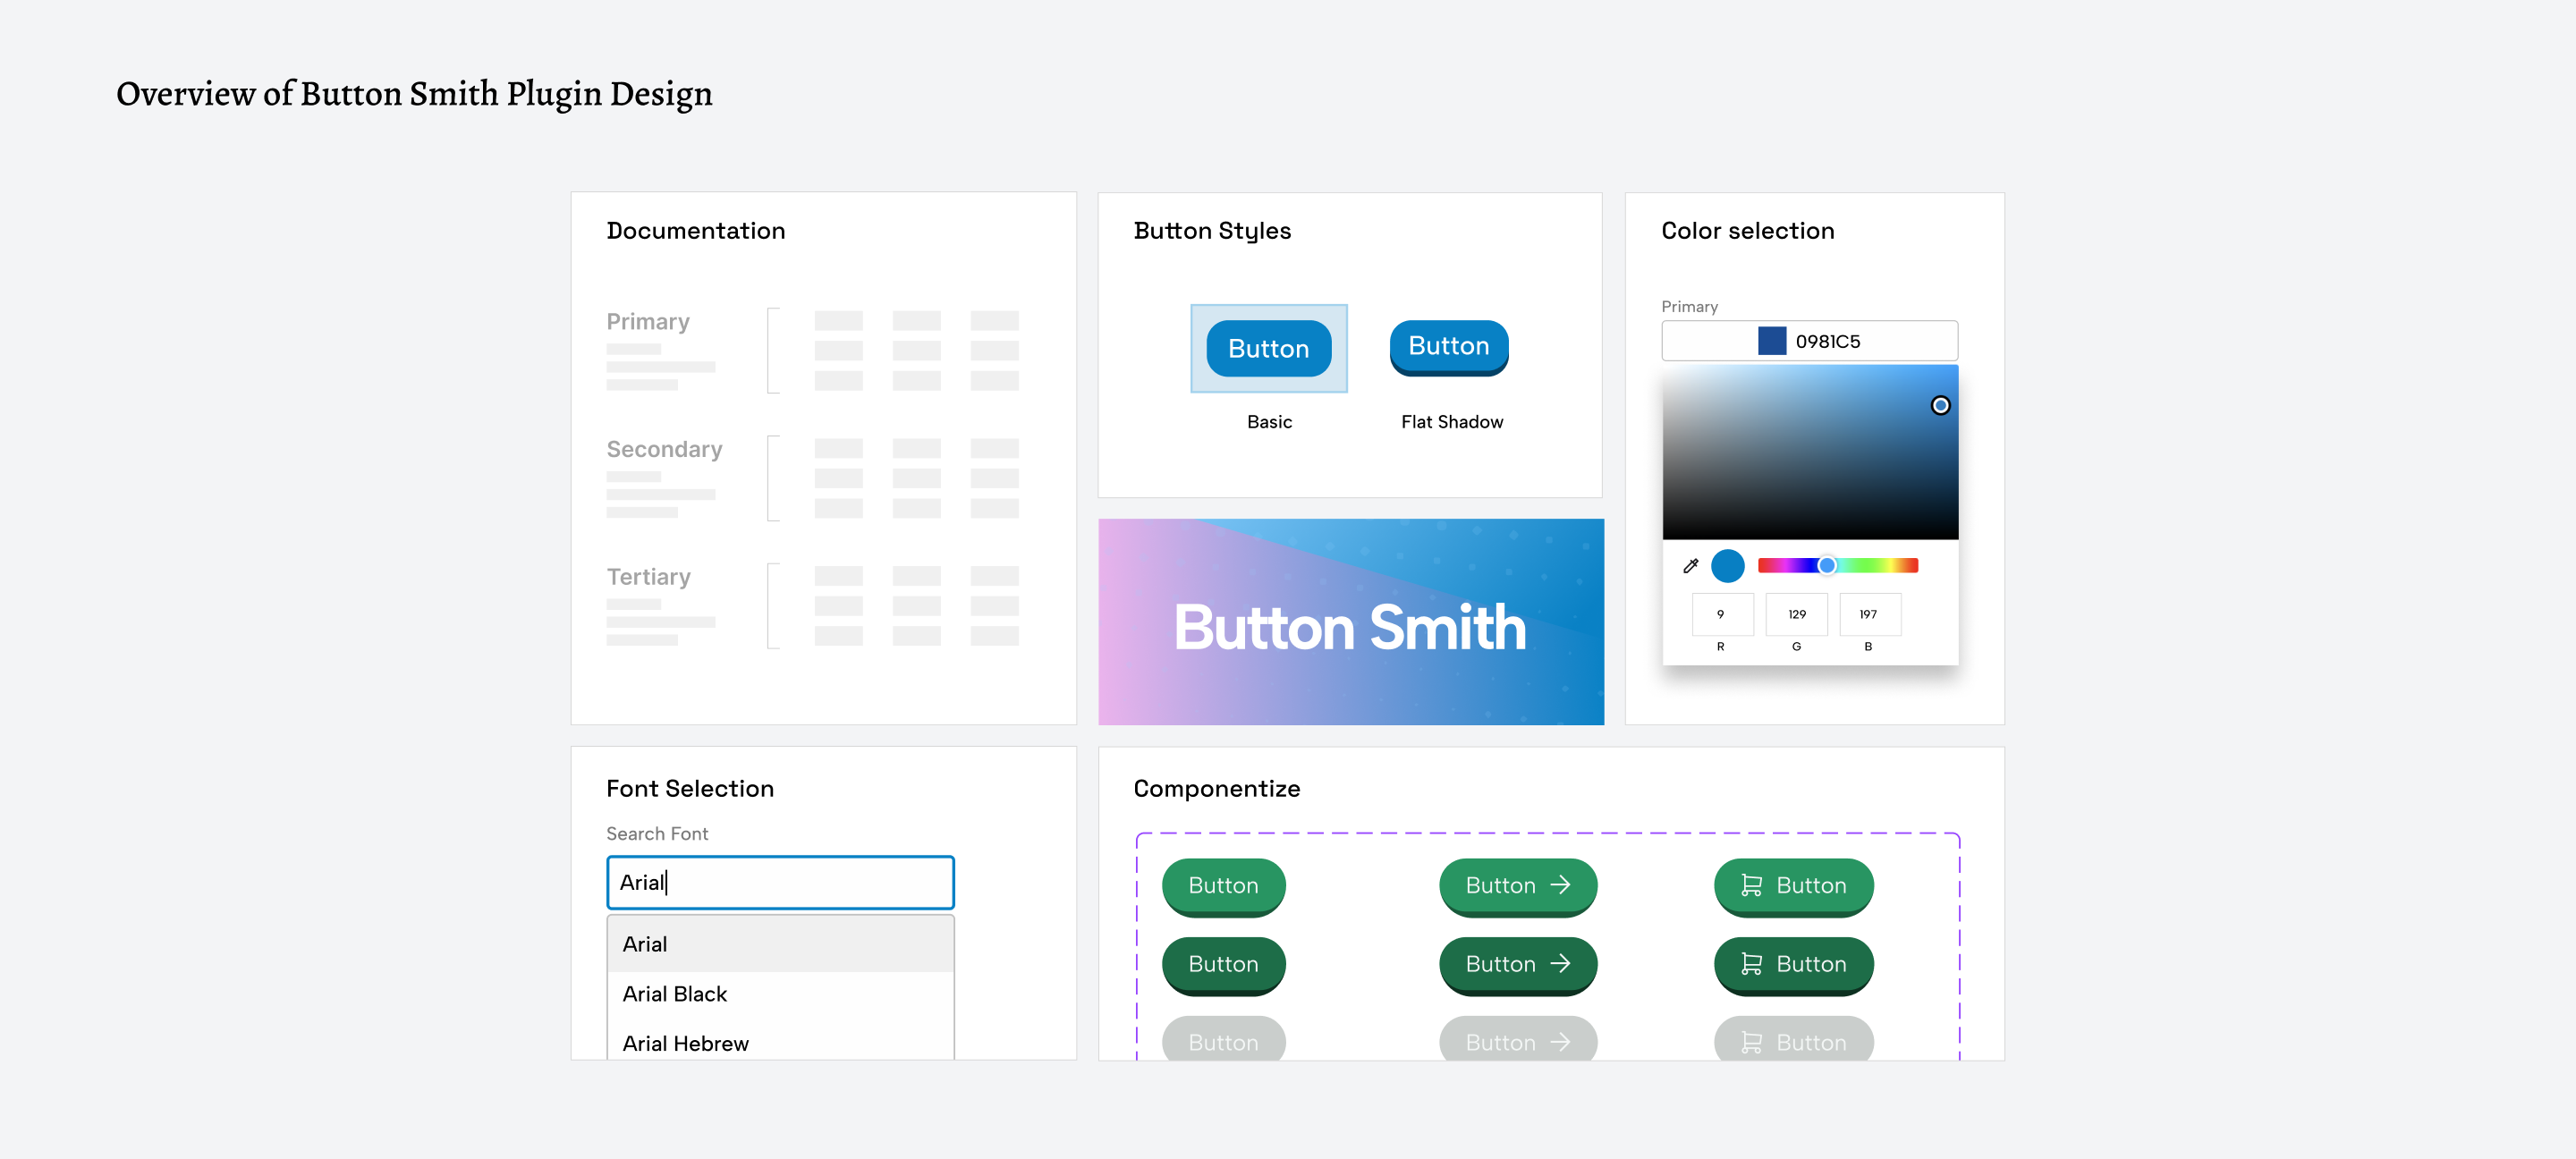 Overview of Button Smith Plugin Design
Documentation
Primary
Secondary
Tertiary
Button Styles
Button
Button
Basic
Flat Shadow
Button Smith
Color selection
Primary
0981C5
9
129
197
R
G
B
Font Selection
Search Font
Arial
Arial
Arial Black
Arial Hebrew
Componentize
Button
Button
Button
Button
Button
Button
Button
Button
Button